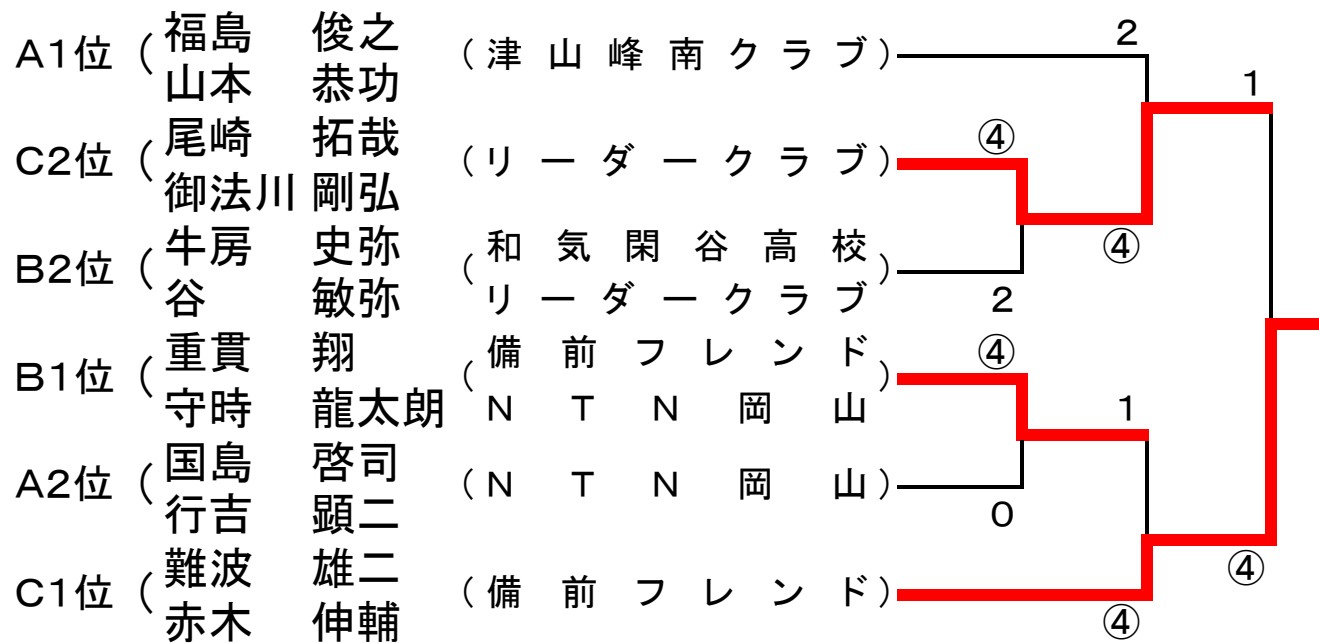 A1位 (福島 俊之 (津山峰南クラブ) 2
山本 恭功
1
C2位 (尾崎 拓哉 (リーダークラブ) ④
御法川 剛弘
④
B2位 (牛房 史弥 (和気閑谷高校
谷 敏弥 リーダークラブ) 2
B1位 (重貫 翔 (備前フレンド ④
守時 龍太朗 NTN岡山) 1
A2位 (国島 啓司 (NTN岡山) 0
行吉 顕二
④
C1位 (難波 雄二 (備前フレンド) ④
赤木 伸輔